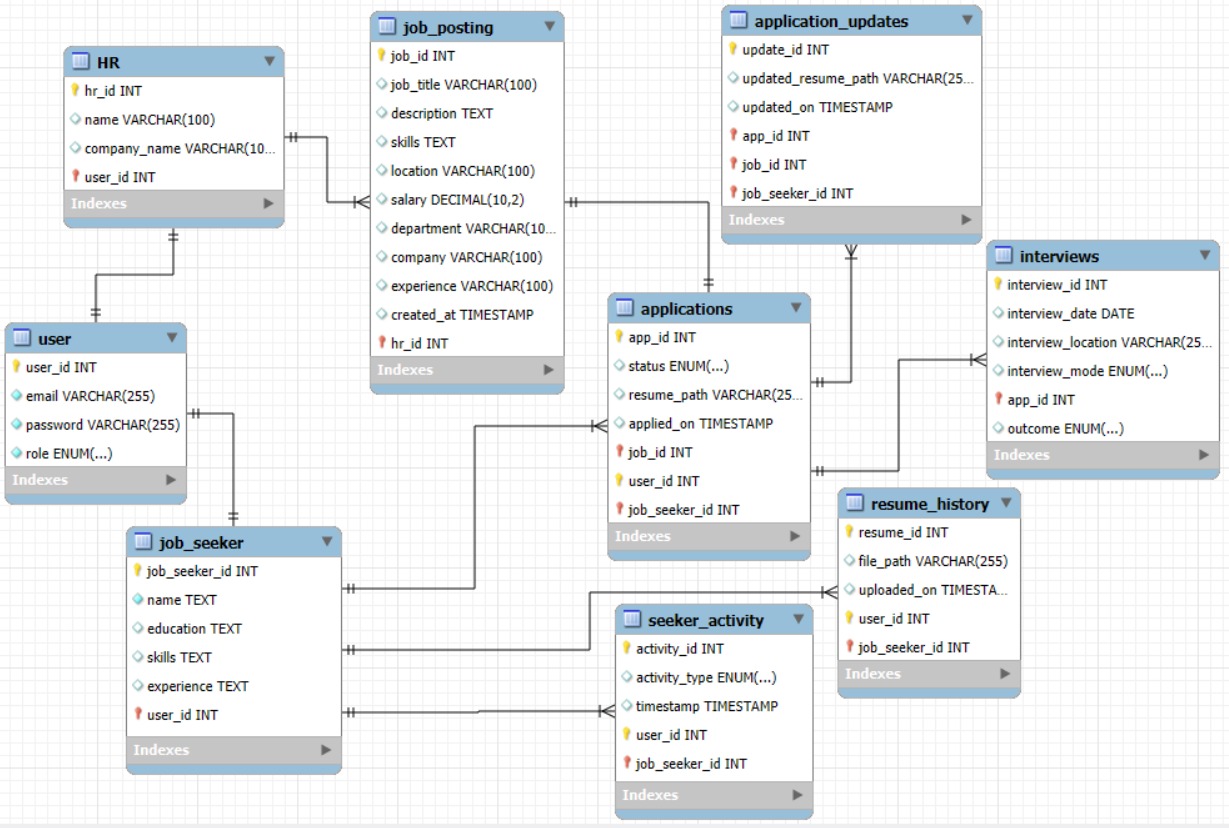 HR
hr_id INT
name VARCHAR(100)
company_name VARCHAR(10...
user_id INT
Indexes
job_posting
job_id INT
job_title VARCHAR(100)
description TEXT
skills TEXT
location VARCHAR(100)
salary DECIMAL(10,2)
department VARCHAR(10...
company VARCHAR(100)
experience VARCHAR(100)
created_at TIMESTAMP
hr_id INT
Indexes
application_updates
update_id INT
updated_resume_path VARCHAR(25...
updated_on TIMESTAMP
app_id INT
job_id INT
job_seeker_id INT
Indexes
interviews
interview_id INT
interview_date DATE
interview_location VARCHAR(25...
interview_mode ENUM(...)
app_id INT
outcome ENUM(...)
Indexes
applications
app_id INT
status ENUM(...)
resume_path VARCHAR(25...
applied_on TIMESTAMP
job_id INT
user_id INT
job_seeker_id INT
Indexes
user
user_id INT
email VARCHAR(255)
password VARCHAR(255)
role ENUM(...)
Indexes
job_seeker
job_seeker_id INT
name TEXT
education TEXT
skills TEXT
experience TEXT
user_id INT
Indexes
resume_history
resume_id INT
file_path VARCHAR(255)
uploaded_on TIMESTA...
user_id INT
job_seeker_id INT
Indexes
seeker_activity
activity_id INT
activity_type ENUM(...)
timestamp TIMESTAMP
user_id INT
job_seeker_id INT
Indexes